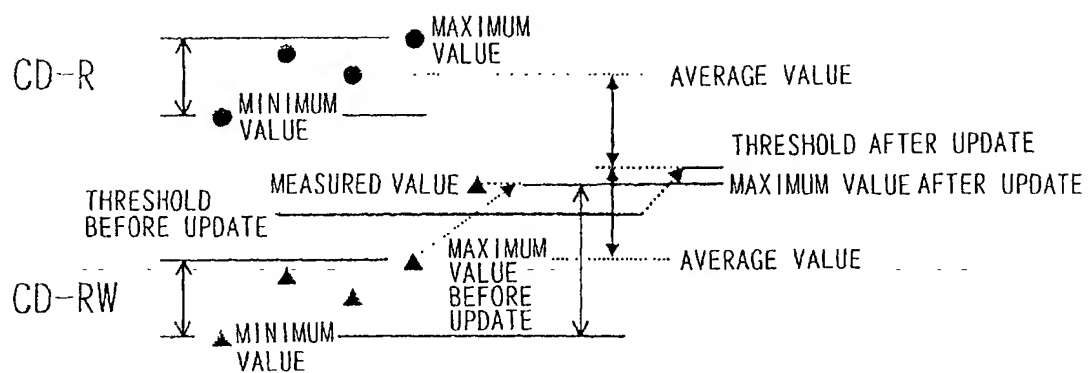 MAXIMUM
VALUE
CD-R
AVERAGE VALUE
MINIMUM
VALUE
THRESHOLD AFTER UPDATE
MEASURED VALUE
MAXIMUM VALUE AFTER UPDATE
THRESHOLD
BEFORE UPDATE
MAXIMUM
VALUE
BEFORE
UPDATE
AVERAGE VALUE
CD-RW
MINIMUM
VALUE